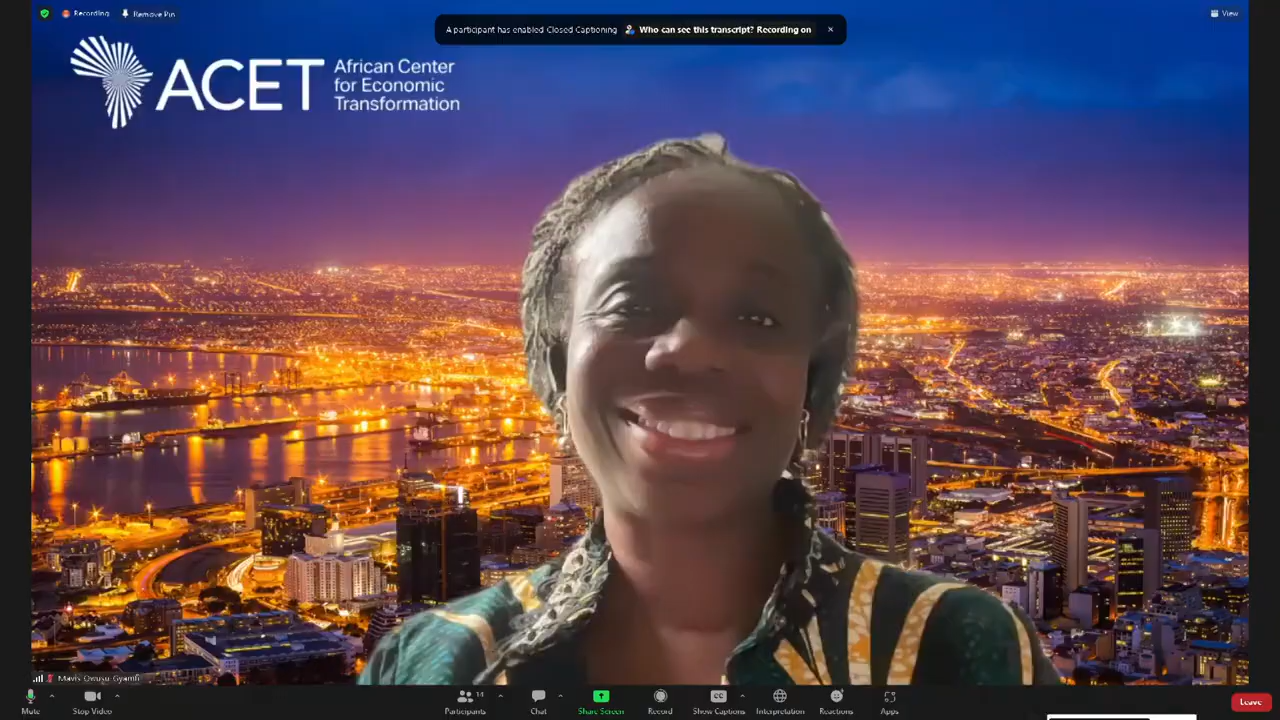 Recording
Remove Pin
A participant has enabled Closed Captioning
Who can see this transcript? Recording on
View
ACET
African Center
for Economic
Transformation
Mavis Owusu-Gyamfi
Mute
Stop Video
Participants
14
Chat
Share Screen
Record
CC
Show Captions
Interpretation
Reactions
Apps
Leave